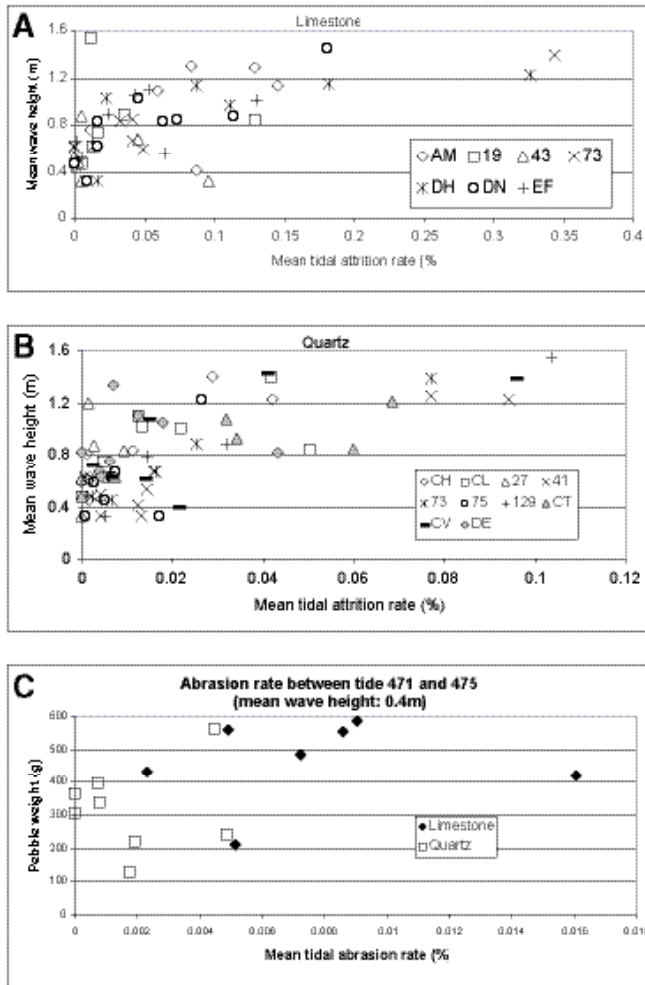 A
Limestone
Mean wave height (m)
1.6
1.2
0.8
0.4
0
0 0.05 0.1 0.15 0.2 0.25 0.3 0.35 0.4
AM 19 43 73
DH DN EF
Mean tidal attrition rate (%
B
Quartz
Mean wave height (m)
1.6
1.2
0.8
0.4
0
0 0.02 0.04 0.06 0.08 0.1 0.12
CH CL 27 41
73 75 129 CT
CV DE
Mean tidal attrition rate (%)
C
Abrasion rate between tide 471 and 475
(mean wave height: 0.4m)
Pebble weight (g)
600
500
400
300
200
100
0
0 0.002 0.004 0.006 0.008 0.01 0.012 0.014 0.016 0.018
Limestone
Quartz
Mean tidal abrasion rate (%